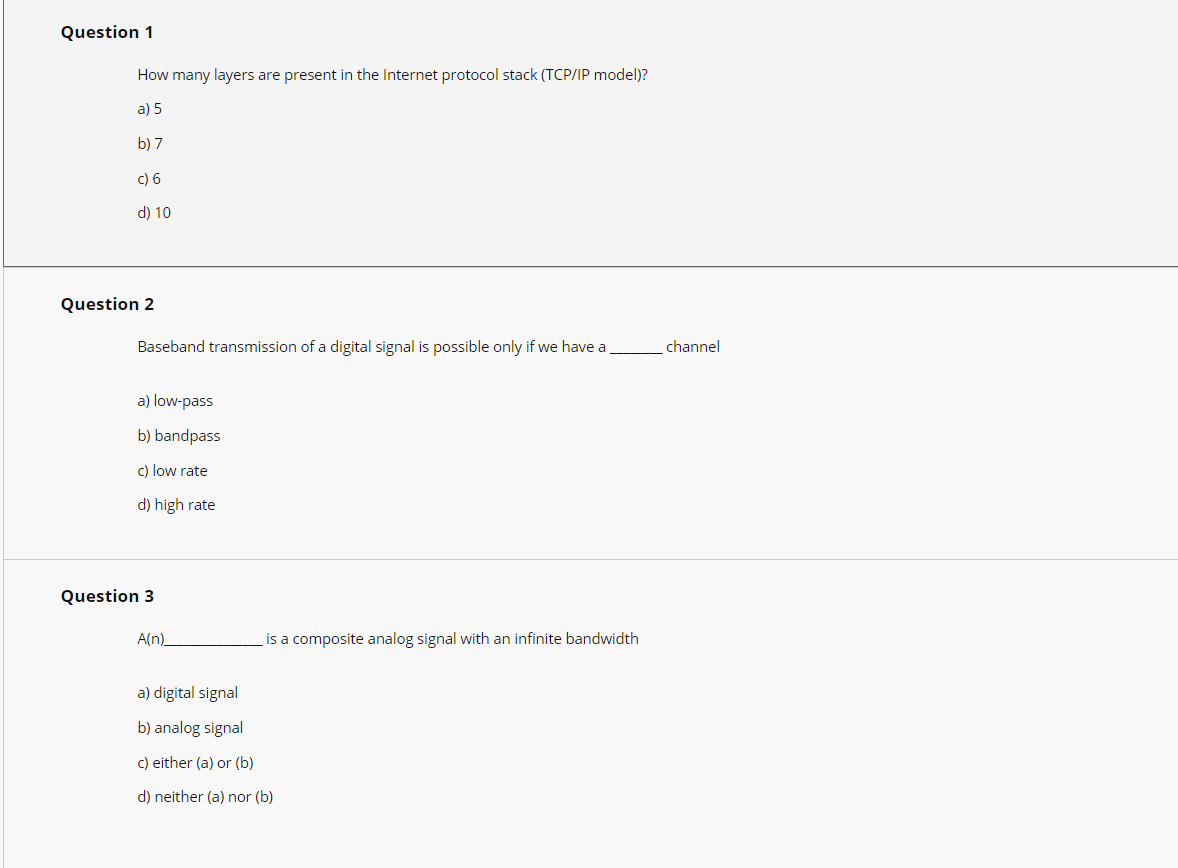 Question 1
How many layers are present in the Internet protocol stack (TCP/IP model)?
a) 5
b) 7
c) 6
d) 10
Question 2
Baseband transmission of a digital signal is possible only if we have a ________ channel
a) low-pass
b) bandpass
c) low rate
d) high rate
Question 3
A(n)_______________ is a composite analog signal with an infinite bandwidth
a) digital signal
b) analog signal
c) either (a) or (b)
d) neither (a) nor (b)